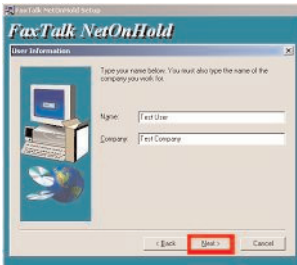 FaxTalk NetOnHold Setup
FaxTalk NetOnHold
User Information
Type your name below. You must also type the name of the
company you work for.
Name: Test User
Company: Test Company
< Back Next > Cancel